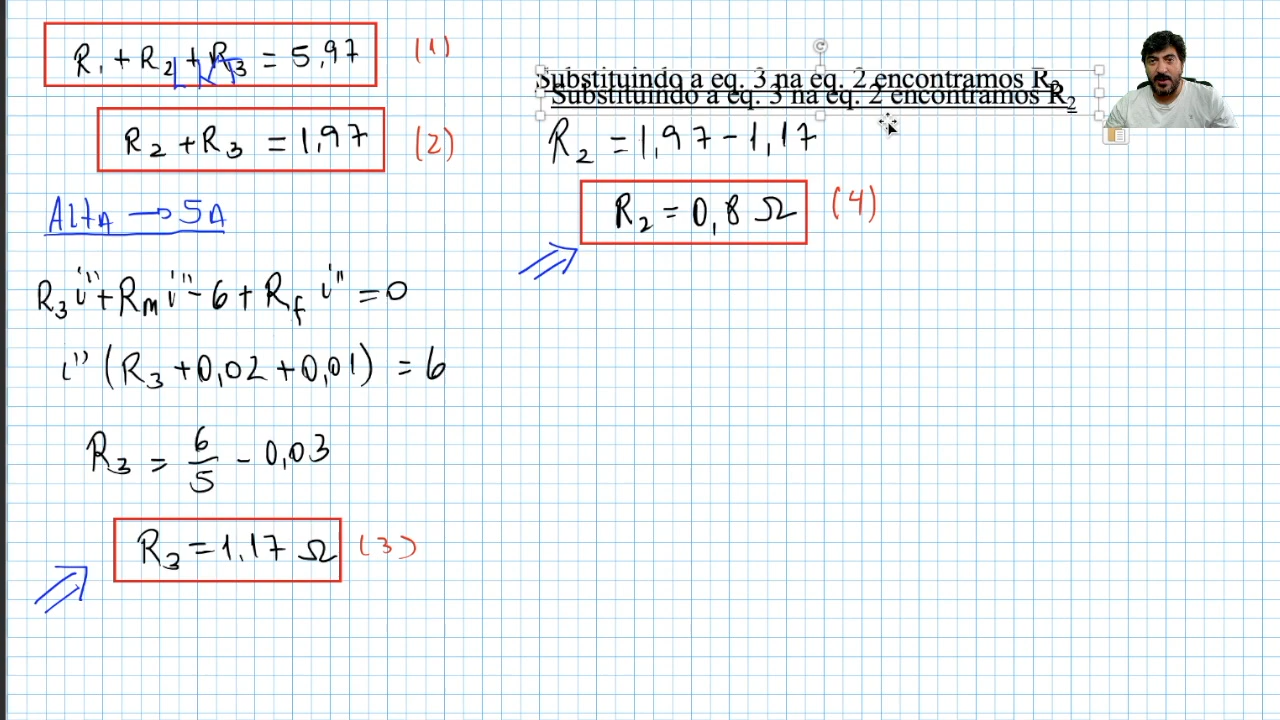 R₁ + R₂ + R₃ = 5,97 (1)
R₂ + R₃ = 1,97 (2)
Alta → 5A
R₃ i''' + Rm i''' - 6 + Rf i''' = 0
i''' (R₃ + 0,02 + 0,01) = 6
R₃ = 6/5 - 0,03
R₃ = 1,17 Ω (3)
Substituindo a eq. 3 na eq. 2 encontramos R₂
Substituindo a eq. 3 na eq. 2 encontramos R₂
R₂ = 1,97 - 1,17
R₂ = 0,8 Ω (4)